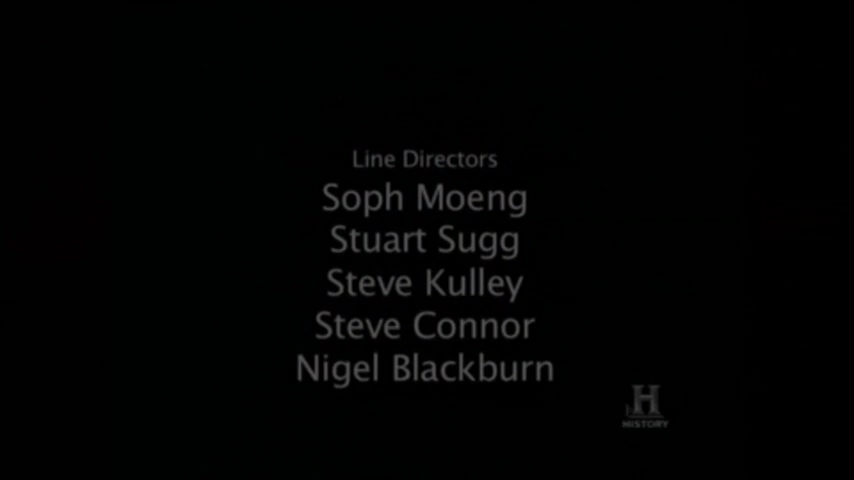 Line Directors
Soph Moeng
Stuart Sugg
Steve Kulley
Steve Connor
Nigel Blackburn
H
HISTORY